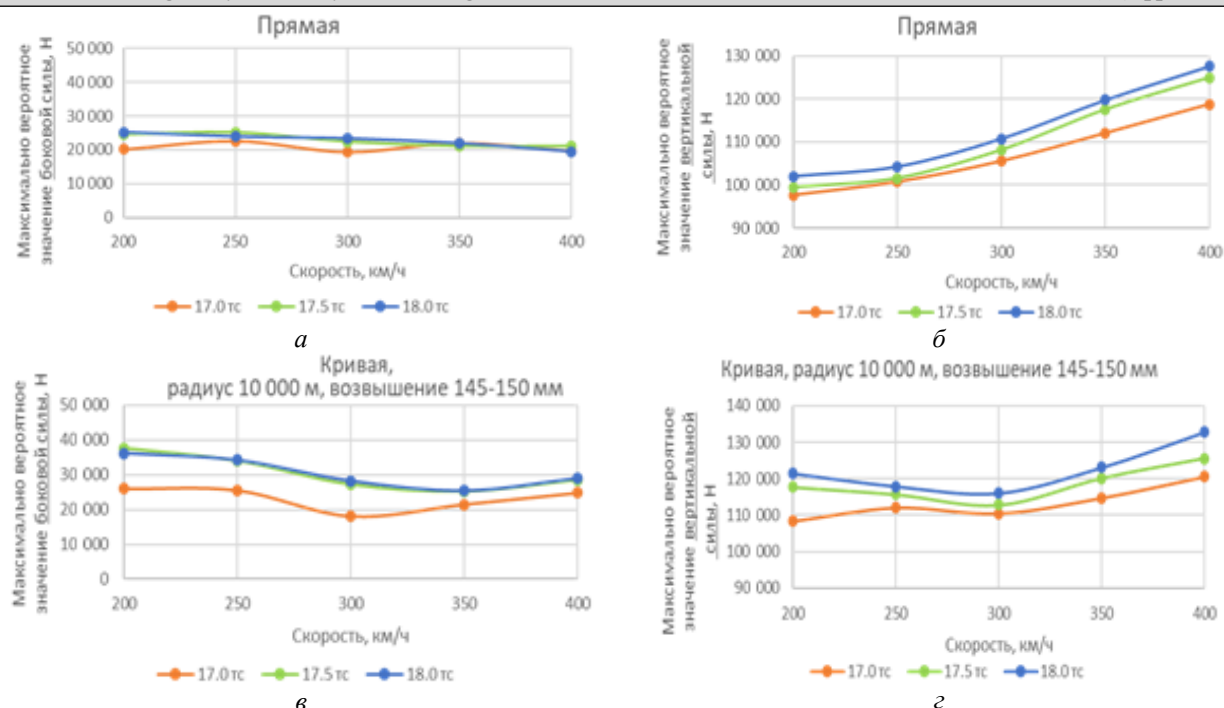 Прямая
Максимально вероятное
значение боковой силы, Н
50 000
40 000
30 000
20 000
10 000
0
200 250 300 350 400
Скорость, км/ч
17.0 тс 17.5 тс 18.0 тс
а
Прямая
Максимально вероятное
значение вертикальной
силы, Н
130 000
120 000
110 000
100 000
90 000
200 250 300 350 400
Скорость, км/ч
17.0 тс 17.5 тс 18.0 тс
б
Кривая,
радиус 10 000 м, возвышение 145-150 мм
Максимально вероятное
значение боковой силы, Н
50 000
40 000
30 000
20 000
10 000
0
200 250 300 350 400
Скорость, км/ч
17.0 тс 17.5 тс 18.0 тс
в
Кривая, радиус 10 000 м, возвышение 145-150 мм
Максимально вероятное
значение вертикальной
силы, Н
140 000
130 000
120 000
110 000
100 000
90 000
200 250 300 350 400
Скорость, км/ч
17.0 тс 17.5 тс 18.0 тс
г